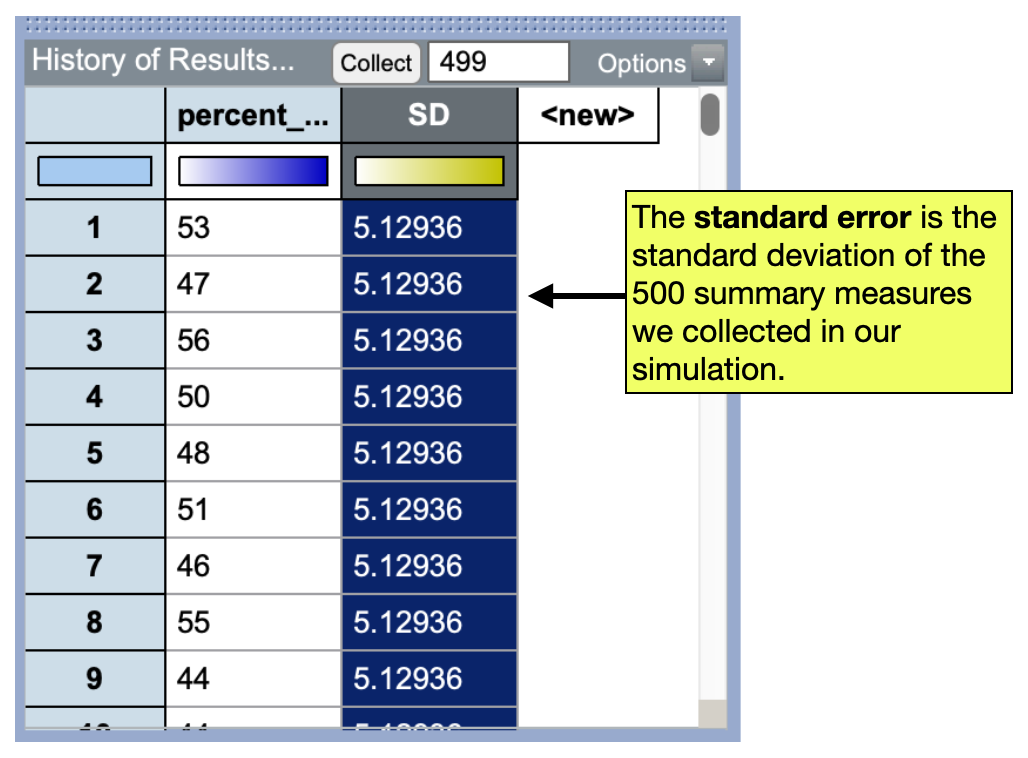 History of Results... Collect 499 Options
percent_... SD <new>
1 53 5.12936
2 47 5.12936
3 56 5.12936
4 50 5.12936
5 48 5.12936
6 51 5.12936
7 46 5.12936
8 55 5.12936
9 44 5.12936
The standard error is the
standard deviation of the
500 summary measures
we collected in our
simulation.